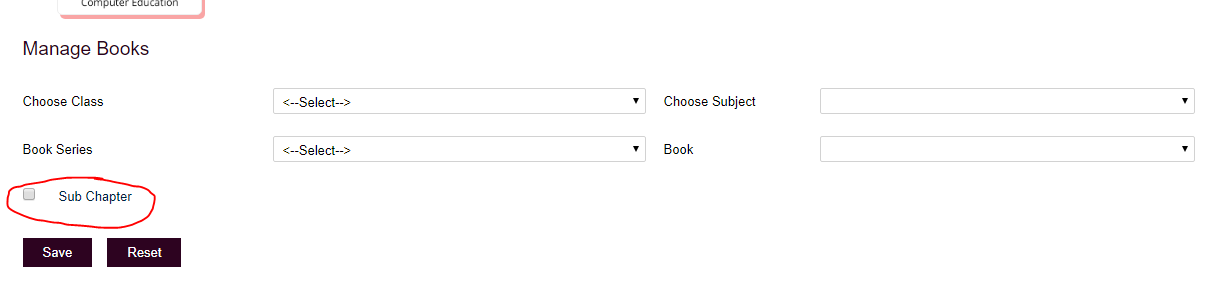 Computer Education
Manage Books
Choose Class <--Select--> Choose Subject
Book Series <--Select--> Book
Sub Chapter
Save Reset